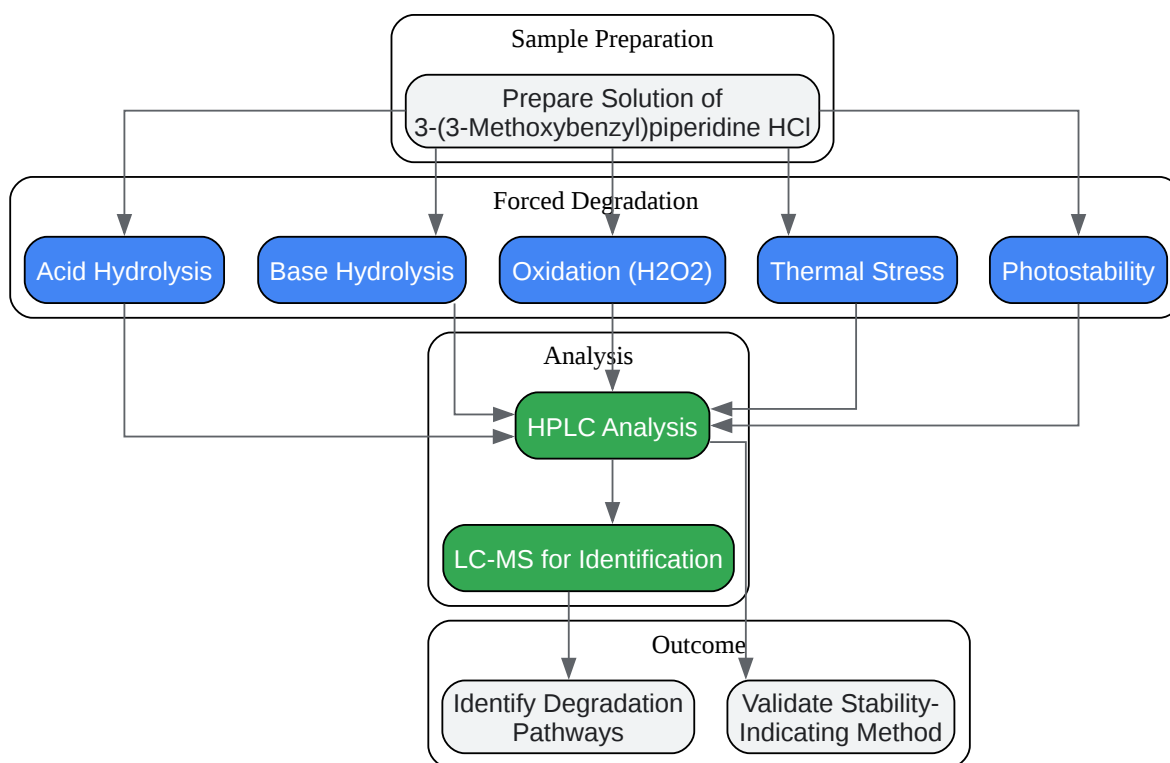 Sample Preparation
Prepare Solution of
3-(3-Methoxybenzyl)piperidine HCl
Forced Degradation
Acid Hydrolysis
Base Hydrolysis
Oxidation (H2O2)
Thermal Stress
Photostability
Analysis
HPLC Analysis
LC-MS for Identification
Outcome
Identify Degradation
Pathways
Validate Stability-
Indicating Method